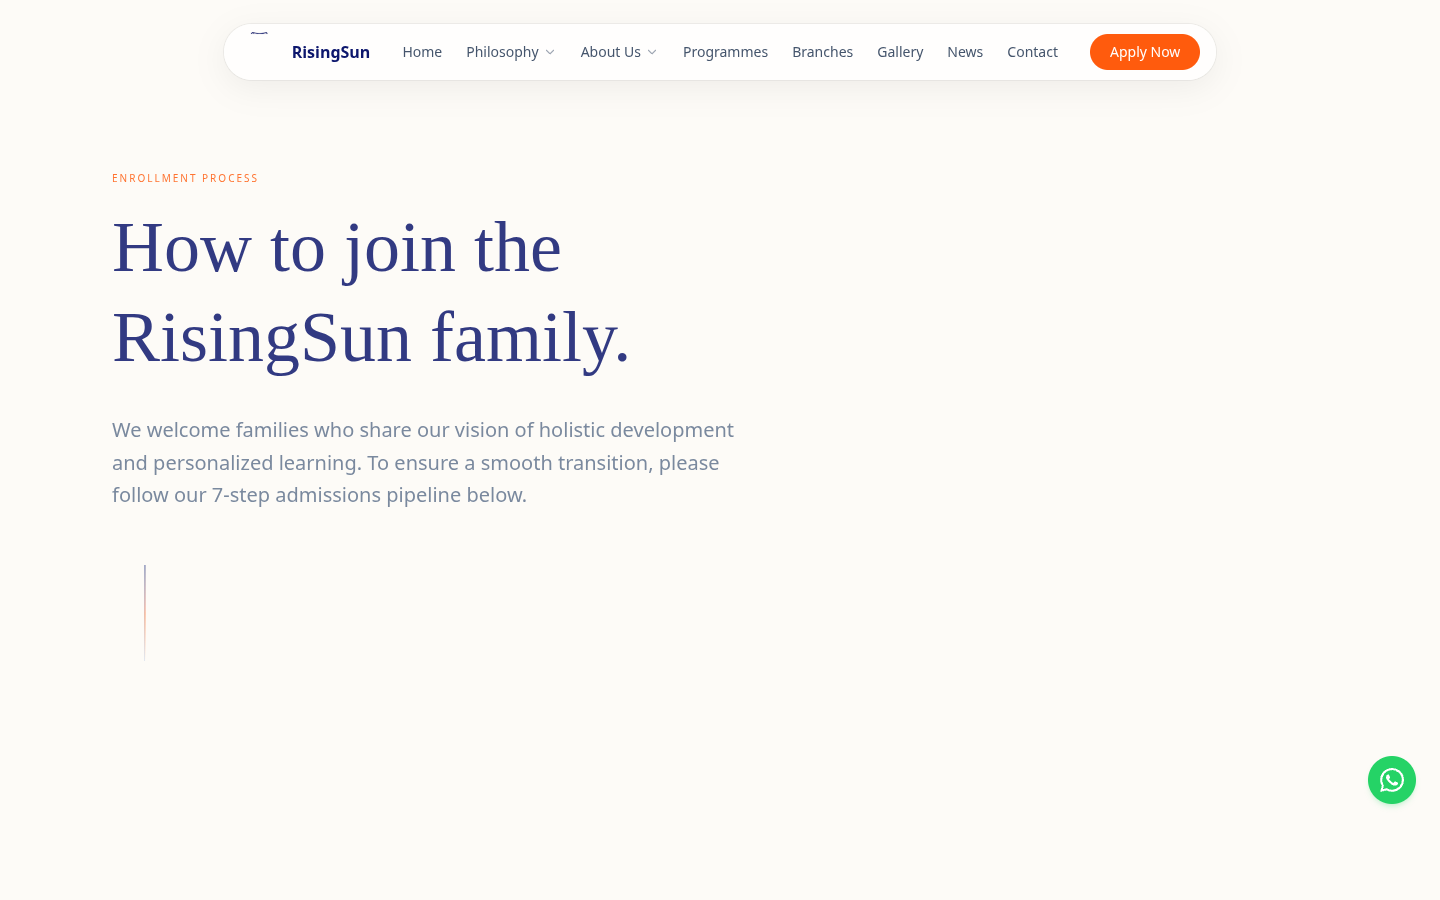 RisingSun
Home
Philosophy
About Us
Programmes
Branches
Gallery
News
Contact
Apply Now
ENROLLMENT PROCESS
How to join the
RisingSun family.
We welcome families who share our vision of holistic development
and personalized learning. To ensure a smooth transition, please
follow our 7-step admissions pipeline below.